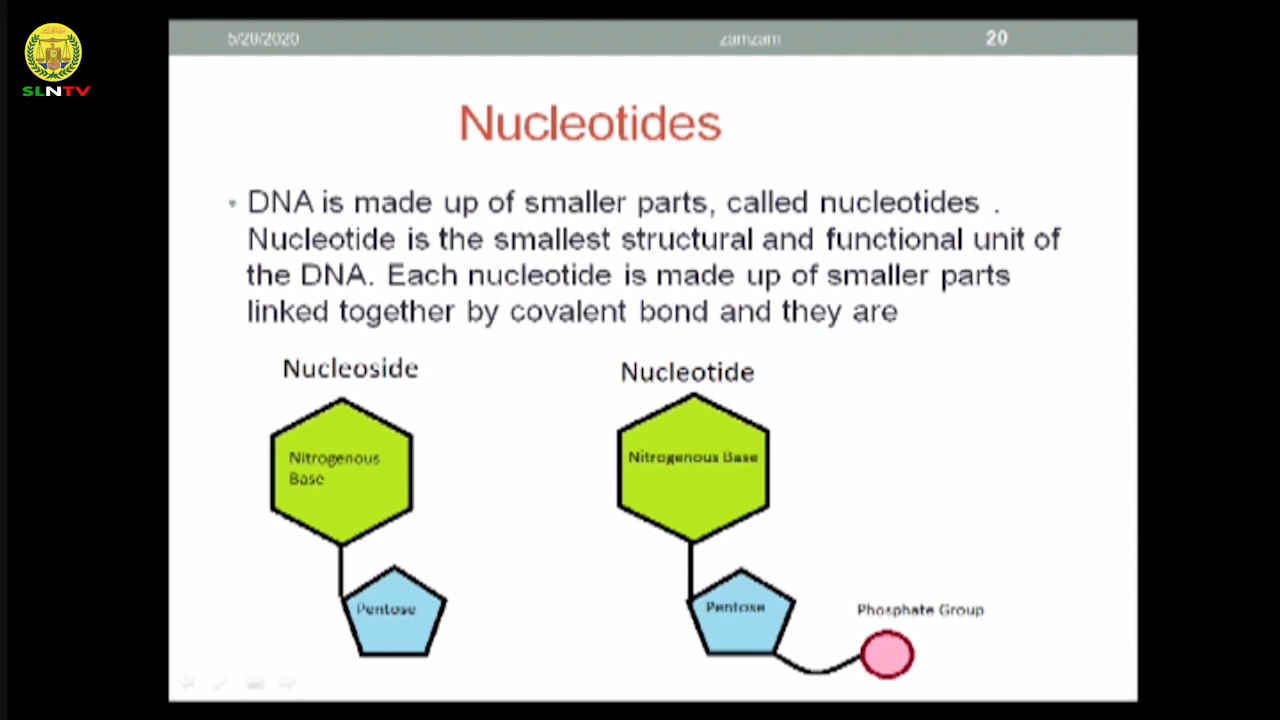 SLNTV
5/28/2020 zamzam 20
Nucleotides
• DNA is made up of smaller parts, called nucleotides .
Nucleotide is the smallest structural and functional unit of
the DNA. Each nucleotide is made up of smaller parts
linked together by covalent bond and they are
Nucleoside
Nitrogenous
Base
Pentose
Nucleotide
Nitrogenous Base
Pentose
Phosphate Group